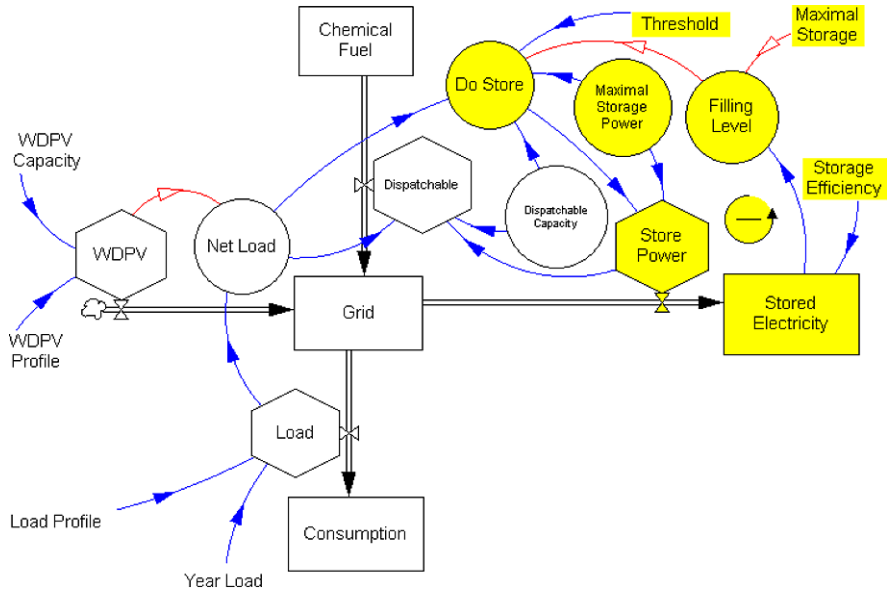 Chemical
Fuel
Threshold
Maximal
Storage
Do Store
Maximal
Storage
Power
Filling
Level
WDPV
Capacity
Dispatchable
Storage
Efficiency
Dispatchable
Capacity
WDPV
Net Load
Store
Power
Grid
Stored
Electricity
WDPV
Profile
Load
Load Profile
Consumption
Year Load